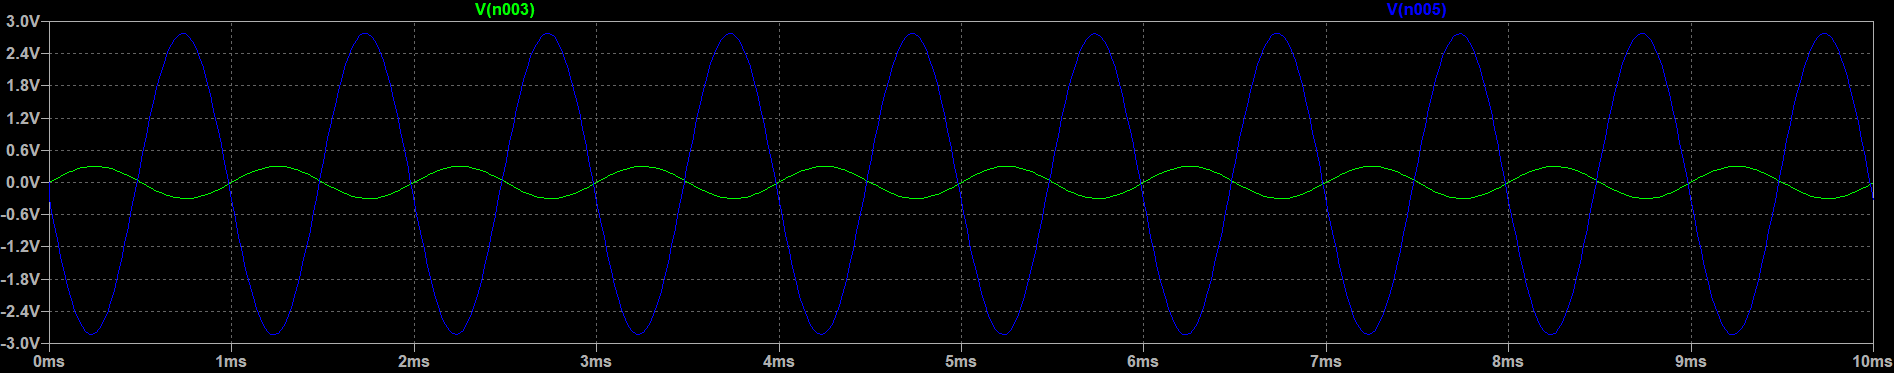 V(n003) V(n005)
3.0V
2.4V
1.8V
1.2V
0.6V
0.0V
-0.6V
-1.2V
-1.8V
-2.4V
-3.0V
0ms 1ms 2ms 3ms 4ms 5ms 6ms 7ms 8ms 9ms 10ms